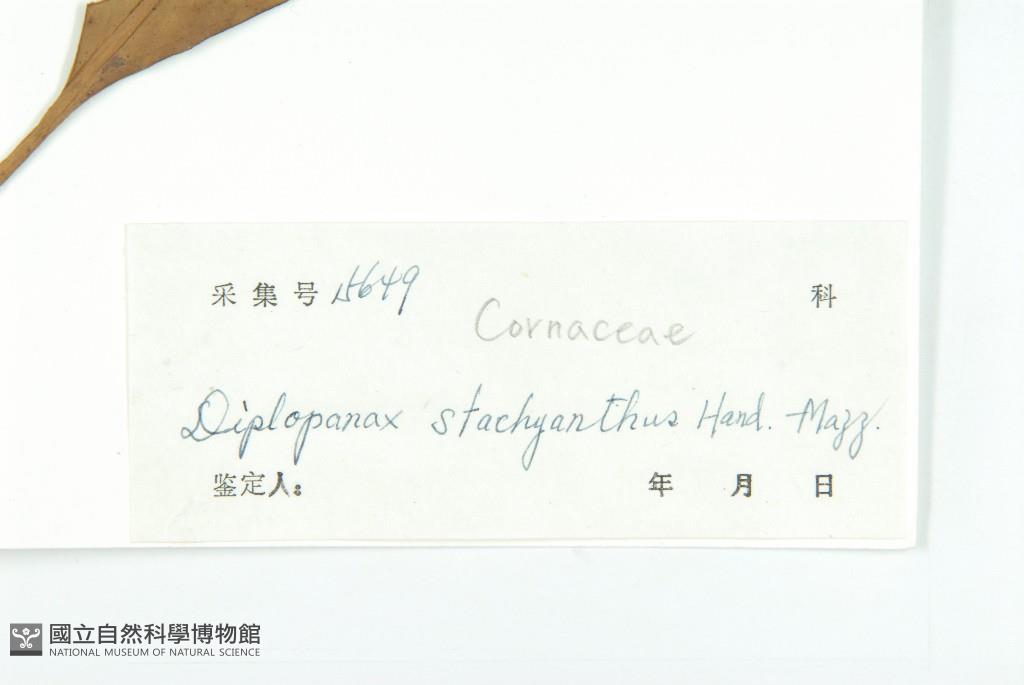 采集号 15649 科
Cornaceae
Diplopanax stachyanthus Hand.-Mazz.
鉴定人: 年 月 日
國立自然科學博物館
NATIONAL MUSEUM OF NATURAL SCIENCE